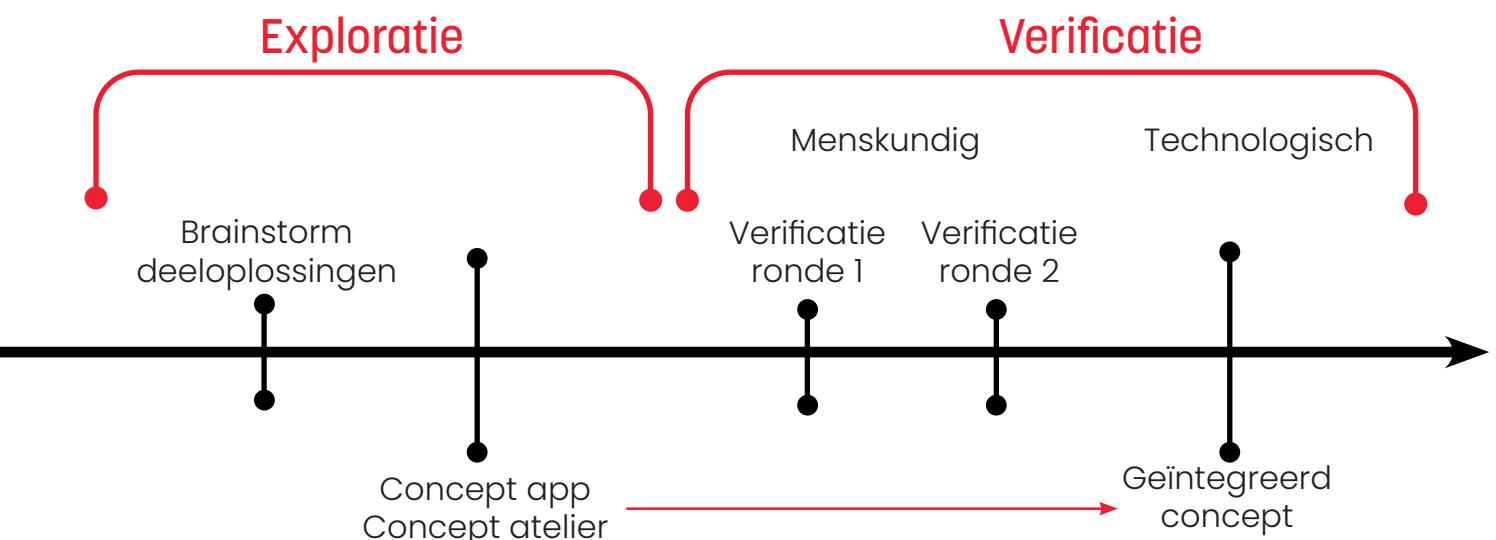 Exploratie
Verificatie
Menskundig
Technologisch
Brainstorm
deeloplossingen
Verificatie
ronde 1
Verificatie
ronde 2
Concept app
Concept atelier
Geïntegreerd
concept